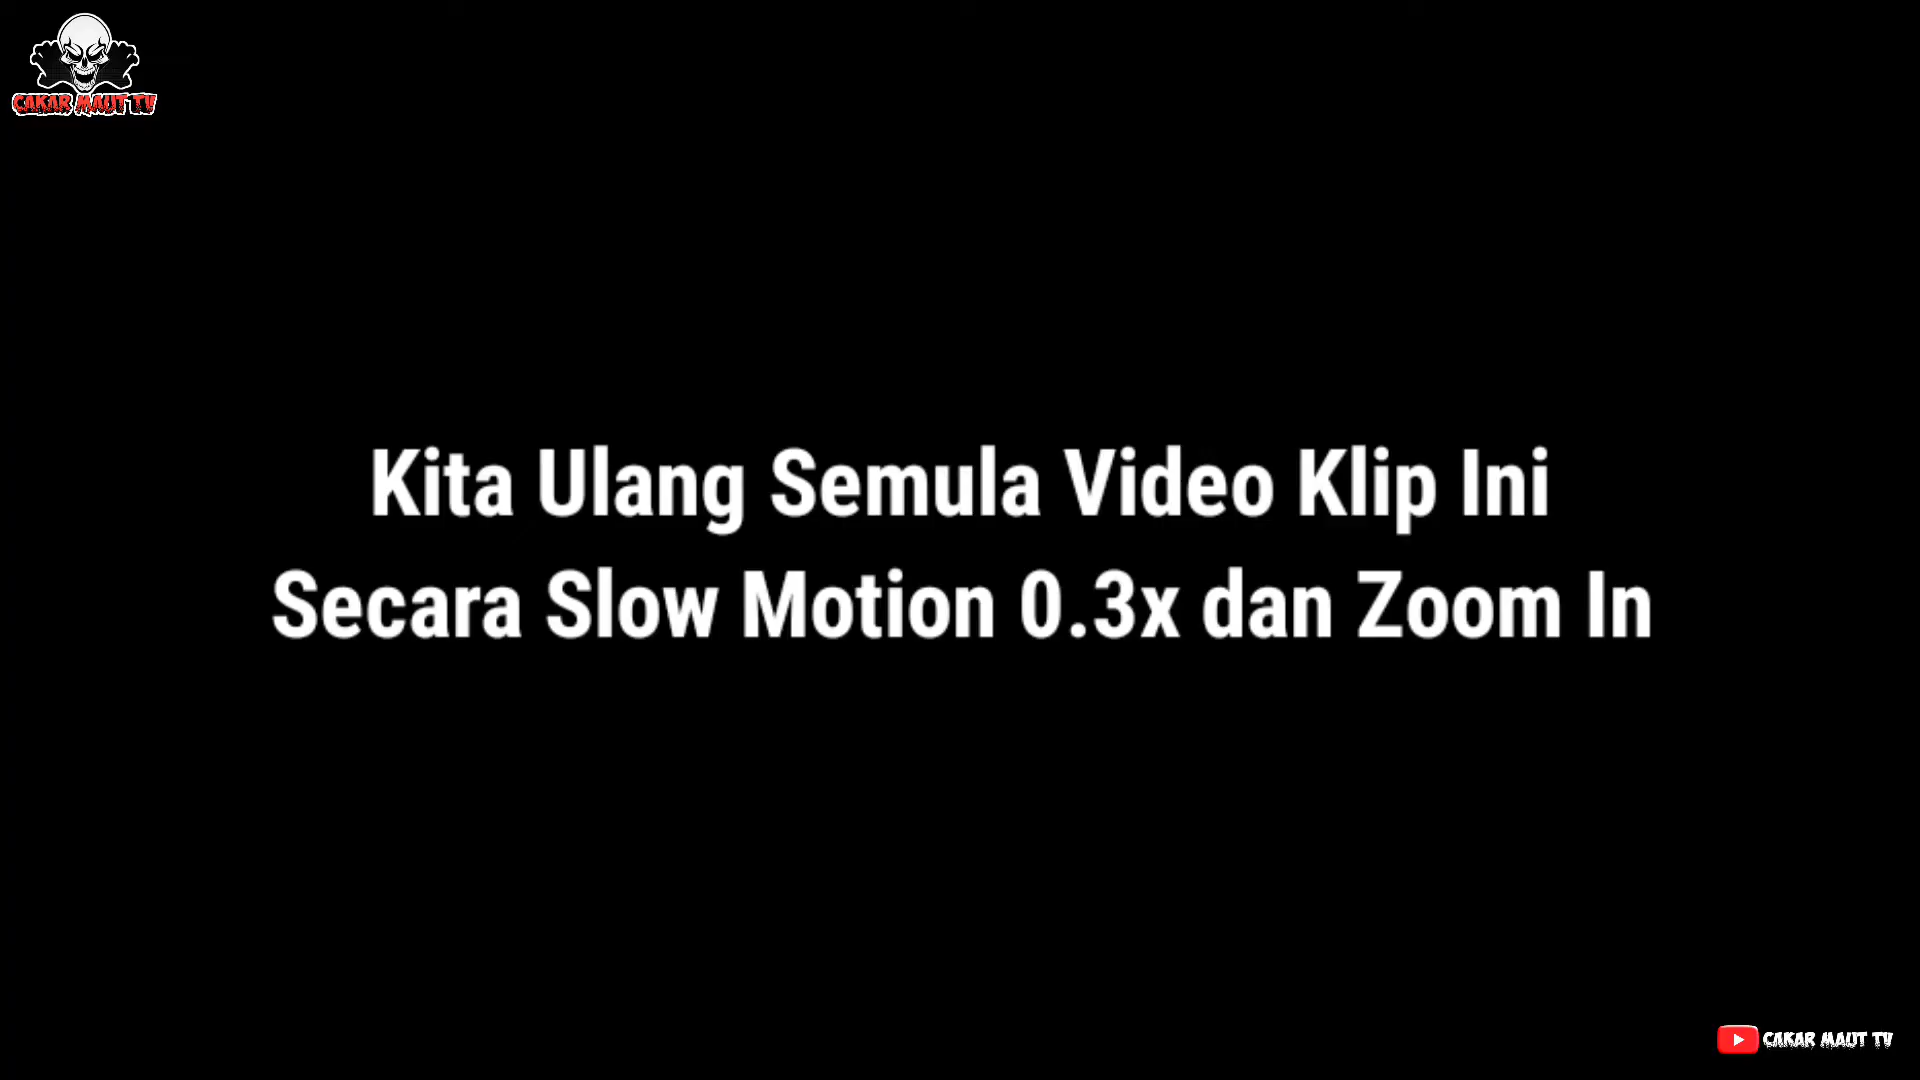 CAKAR MAUT TV
Kita Ulang Semula Video Klip Ini
Secara Slow Motion 0.3x dan Zoom In
CAKAR MAUT TV